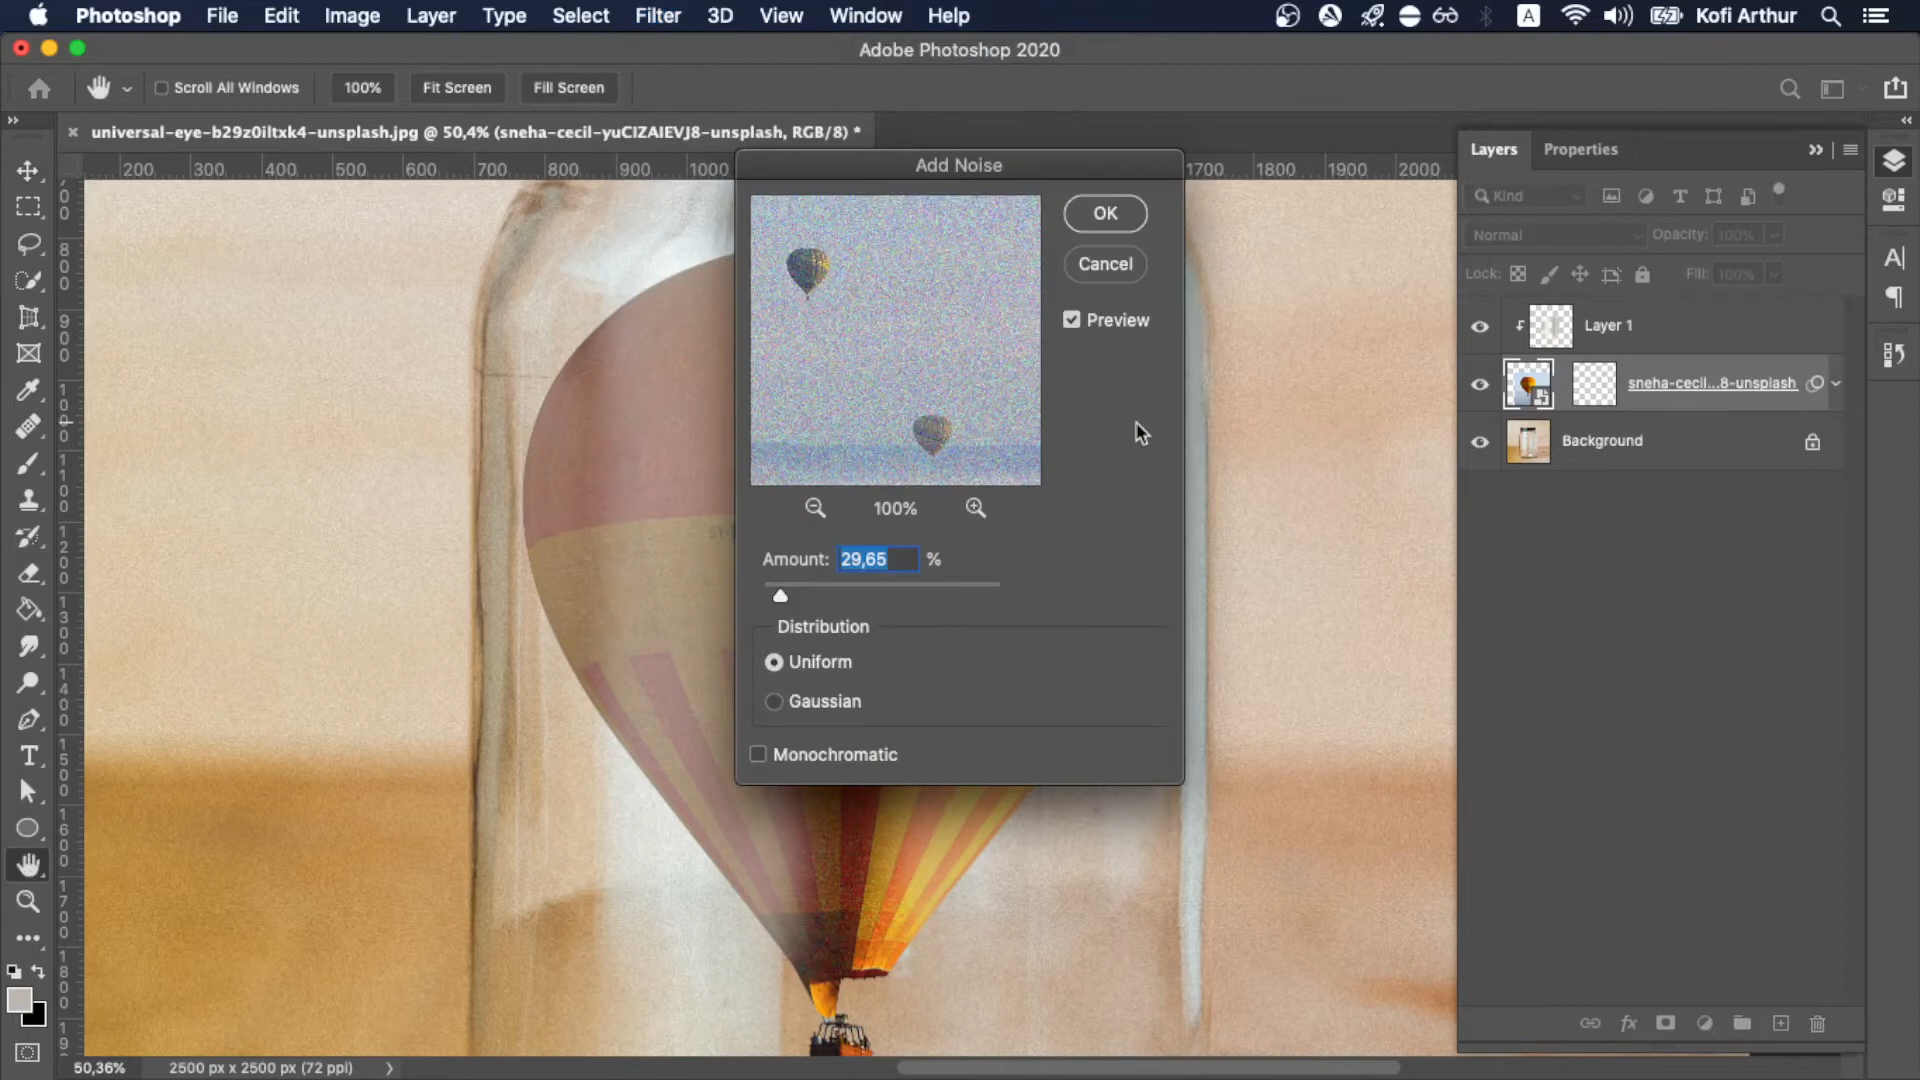 Photoshop File Edit Image Layer Type Select Filter 3D View Window Help A Kofi Arthur
Adobe Photoshop 2020
Scroll All Windows 100% Fit Screen Fill Screen
universal-eye-b29z0iltxk4-unsplash.jpg @ 50,4% (sneha-cecil-yuCIZAIEVJ8-unsplash, RGB/8) *
200 300 400 500 600 700 800 900 1000 1700 1800 1900 2000
Add Noise
OK
Cancel
Preview
100%
Amount: 29,65 %
Distribution
Uniform
Gaussian
Monochromatic
Layers Properties
Kind
Normal Opacity: 100%
Lock: Fill: 100%
Layer 1
sneha-cecil...8-unsplash
Background
50,36% 2500 px x 2500 px (72 ppi)